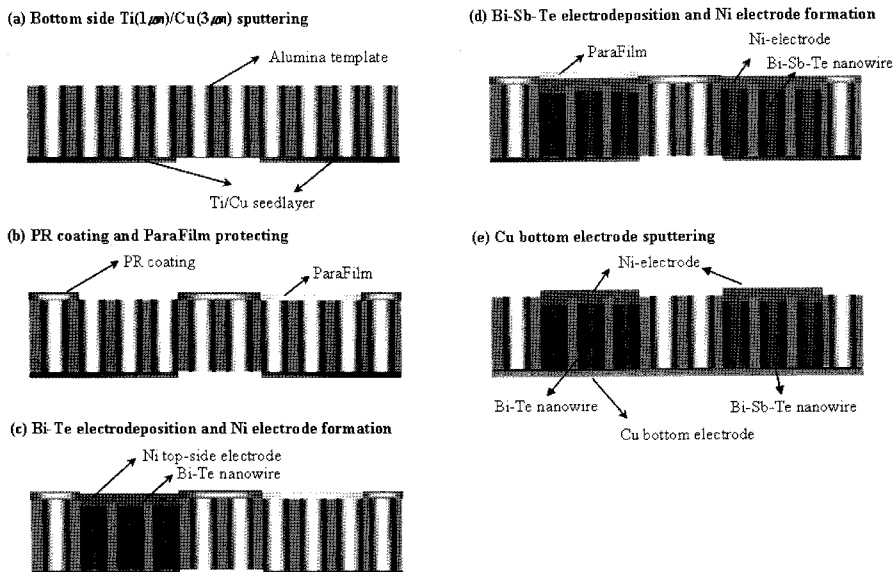 (a) Bottom side Ti(1㎛)/Cu(3㎛) sputtering
Alumina template
Ti/Cu seedlayer
(b) PR coating and ParaFilm protecting
PR coating
ParaFilm
(c) Bi-Te electrodeposition and Ni electrode formation
Ni top-side electrode
Bi-Te nanowire
(d) Bi-Sb-Te electrodeposition and Ni electrode formation
ParaFilm
Ni-electrode
Bi-Sb-Te nanowire
(e) Cu bottom electrode sputtering
Ni-electrode
Bi-Te nanowire
Bi-Sb-Te nanowire
Cu bottom electrode